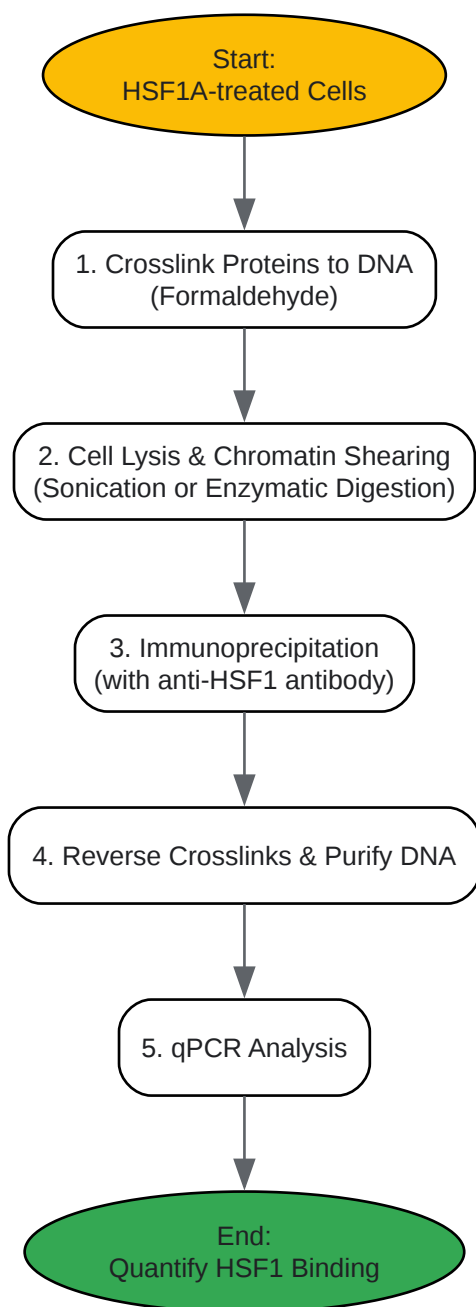 Start:
HSF1A-treated Cells
1. Crosslink Proteins to DNA
(Formaldehyde)
2. Cell Lysis & Chromatin Shearing
(Sonication or Enzymatic Digestion)
3. Immunoprecipitation
(with anti-HSF1 antibody)
4. Reverse Crosslinks & Purify DNA
5. qPCR Analysis
End:
Quantify HSF1 Binding